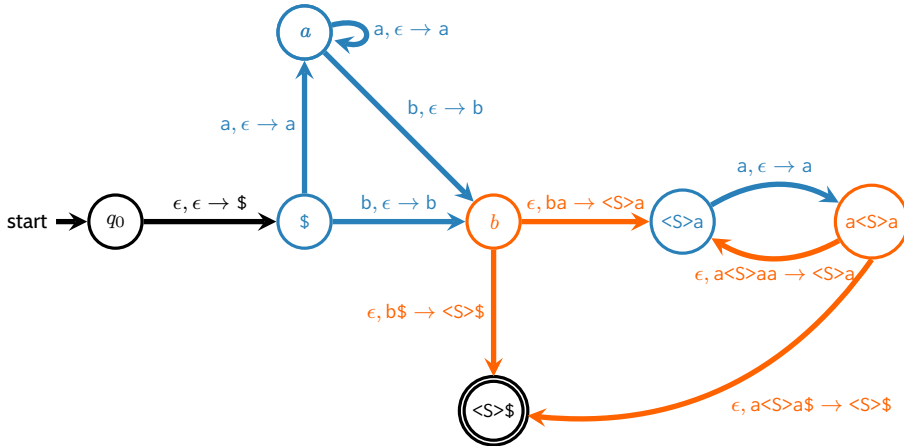 a
a, ϵ → a
b, ϵ → b
a, ϵ → a
start
q0
ϵ, ϵ → $
$
b, ϵ → b
b
ϵ, ba → <S>a
<S>a
a, ϵ → a
a<S>a
ϵ, a<S>aa → <S>a
ϵ, b$ → <S>$
ϵ, a<S>a$ → <S>$
<S>$